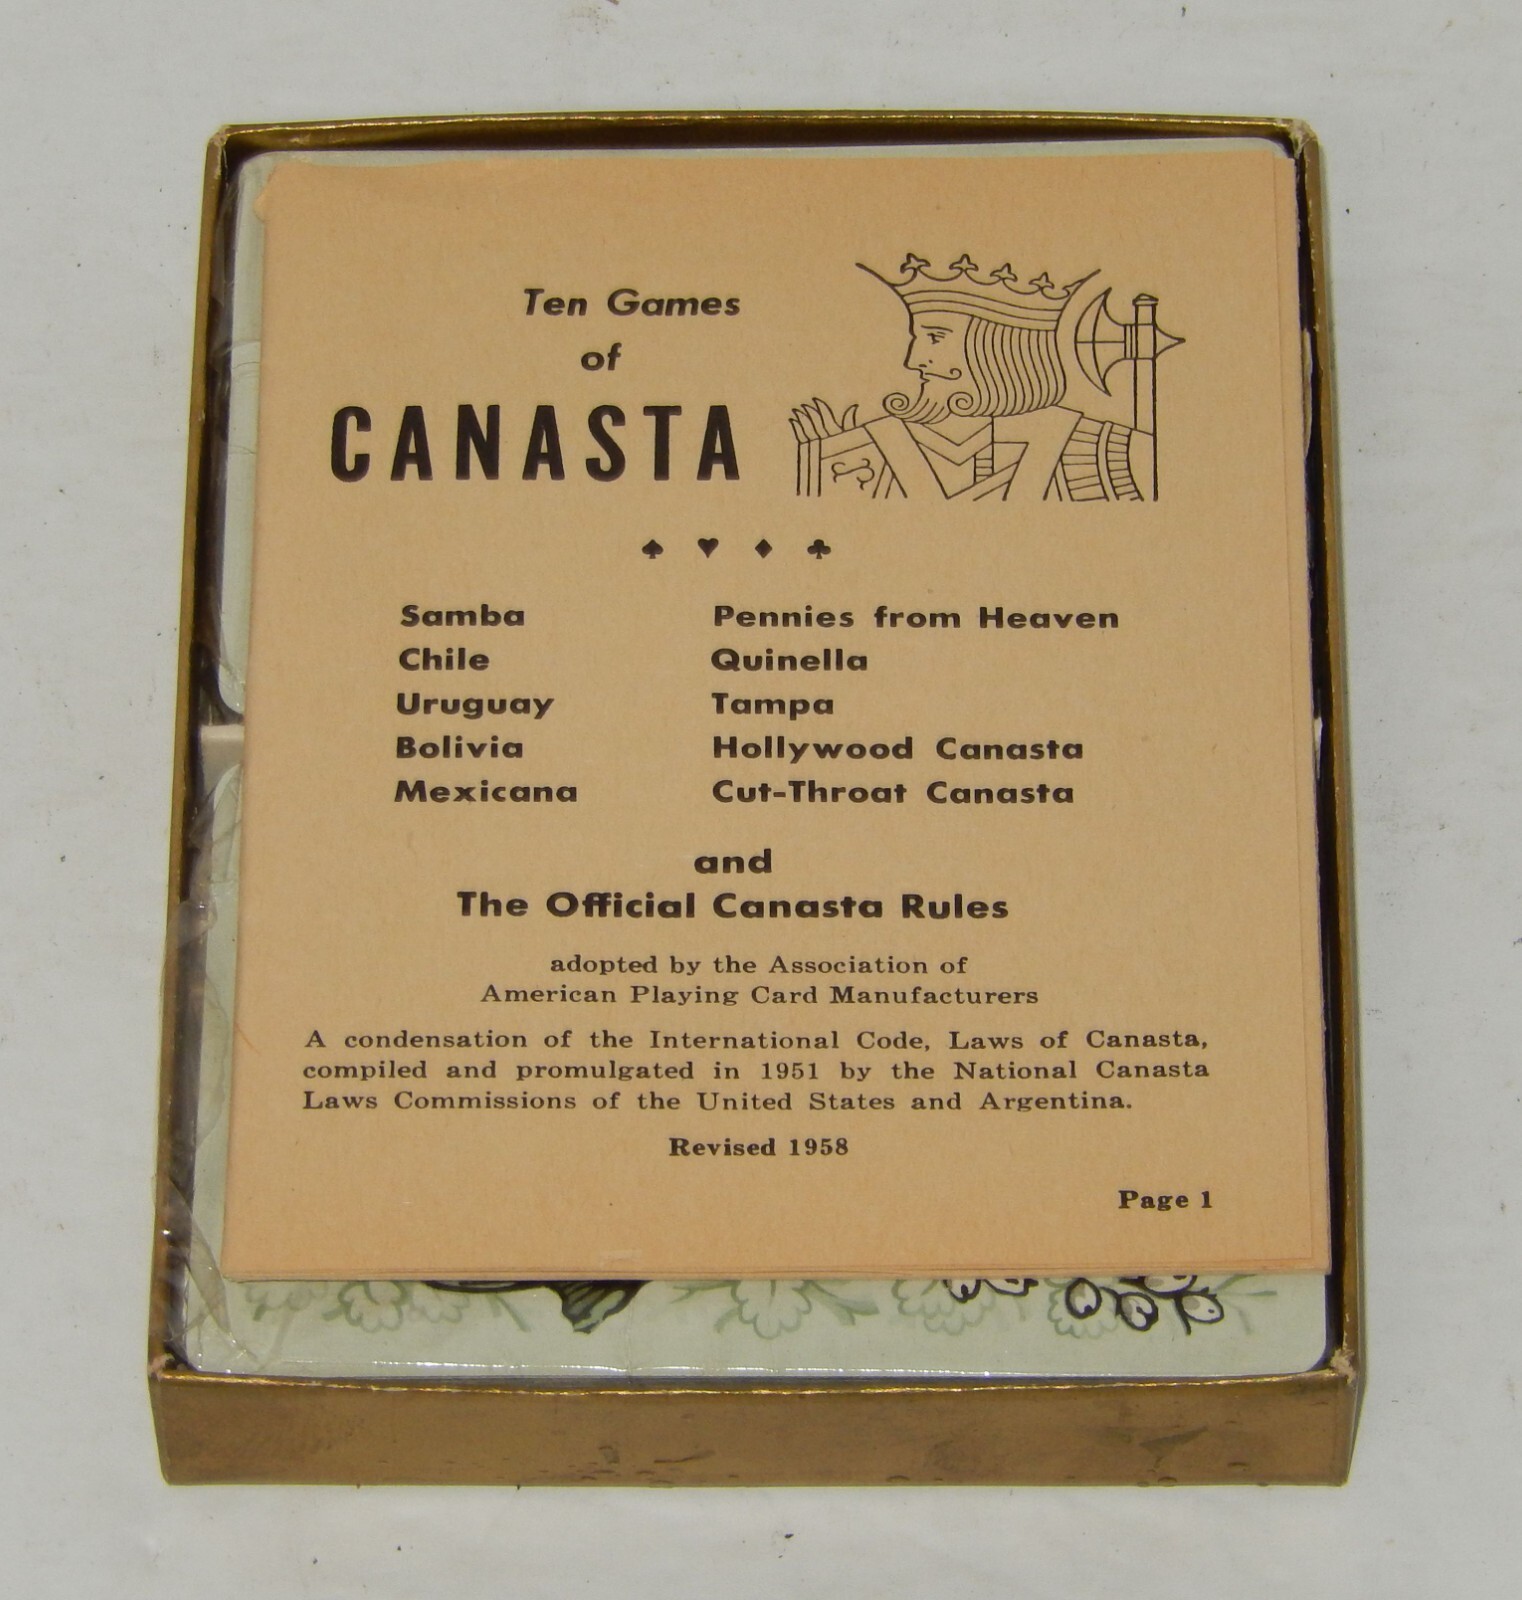 Ten Games
of
CANASTA
♠ ♥ ♦ ♣
Samba
Chile
Uruguay
Bolivia
Mexicana
Pennies from Heaven
Quinella
Tampa
Hollywood Canasta
Cut-Throat Canasta
and
The Official Canasta Rules
adopted by the Association of
American Playing Card Manufacturers
A condensation of the International Code, Laws of Canasta,
compiled and promulgated in 1951 by the National Canasta
Laws Commissions of the United States and Argentina.
Revised 1958
Page 1